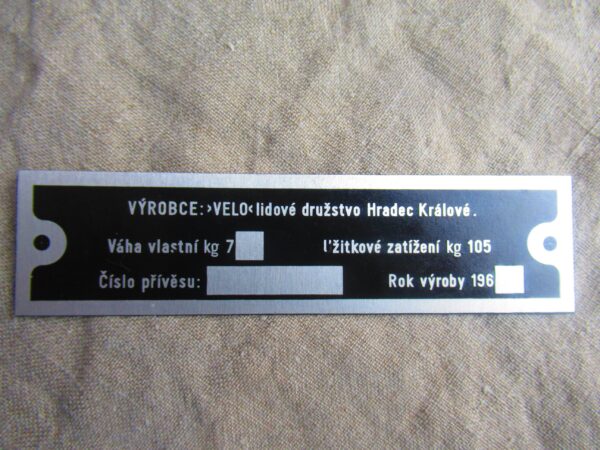 VÝROBCE: ›VELO‹ lidové družstvo Hradec Králové.
Váha vlastní kg 7 l'žitkové zatížení kg 105
Číslo přívěsu: Rok výroby 196